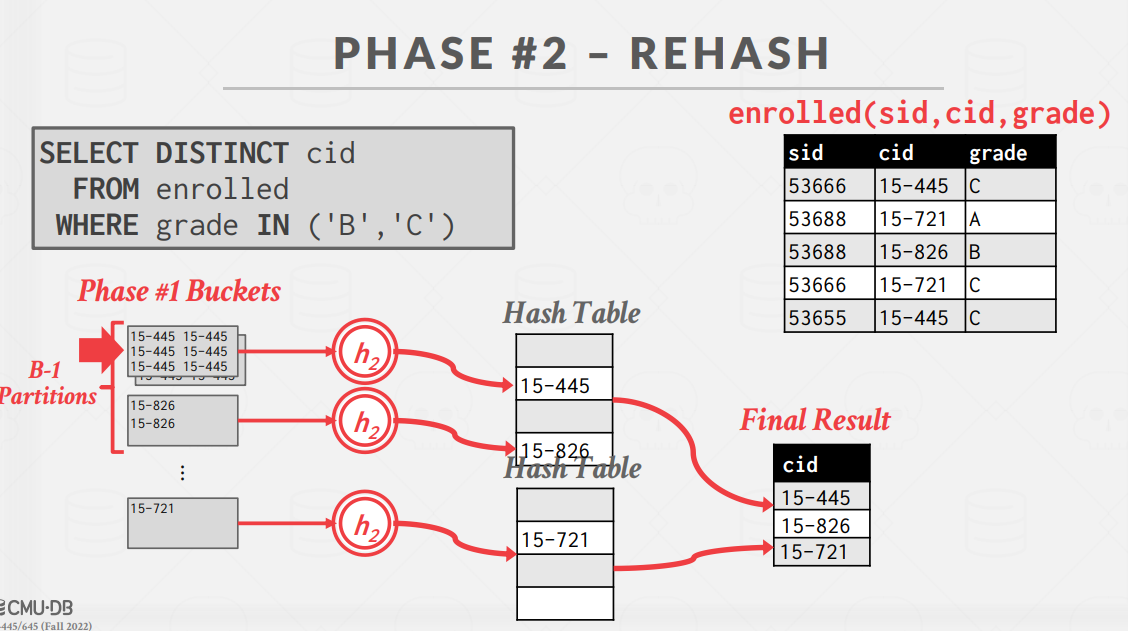 PHASE #2 – REHASH
enrolled(sid,cid,grade)
SELECT DISTINCT cid
FROM enrolled
WHERE grade IN ('B','C')
sid cid grade
53666 15-445 C
53688 15-721 A
53688 15-826 B
53666 15-721 C
53655 15-445 C
Phase #1 Buckets
B-1
Partitions
15-445 15-445
15-445 15-445
15-445 15-445
15-445 15-445
15-826
15-826
⋮
15-721
h2
h2
h2
Hash Table
15-445
15-826
Hash Table
15-721
Final Result
cid
15-445
15-826
15-721
CMU·DB
445/645 (Fall 2022)